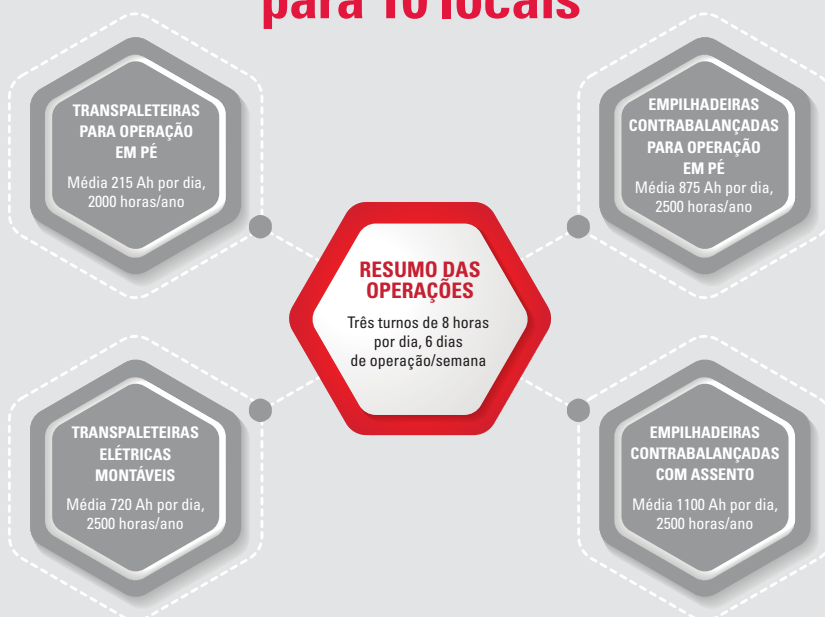 para 10 locais
TRANSPALETEIRAS
PARA OPERAÇÃO
EM PÉ
Média 215 Ah por dia,
2000 horas/ano
EMPILHADEIRAS
CONTRABALANÇADAS
PARA OPERAÇÃO
EM PÉ
Média 875 Ah por dia,
2500 horas/ano
RESUMO DAS
OPERAÇÕES
Três turnos de 8 horas
por dia, 6 dias
de operação/semana
TRANSPALETEIRAS
ELÉTRICAS
MONTÁVEIS
Média 720 Ah por dia,
2500 horas/ano
EMPILHADEIRAS
CONTRABALANÇADAS
COM ASSENTO
Média 1100 Ah por dia,
2500 horas/ano